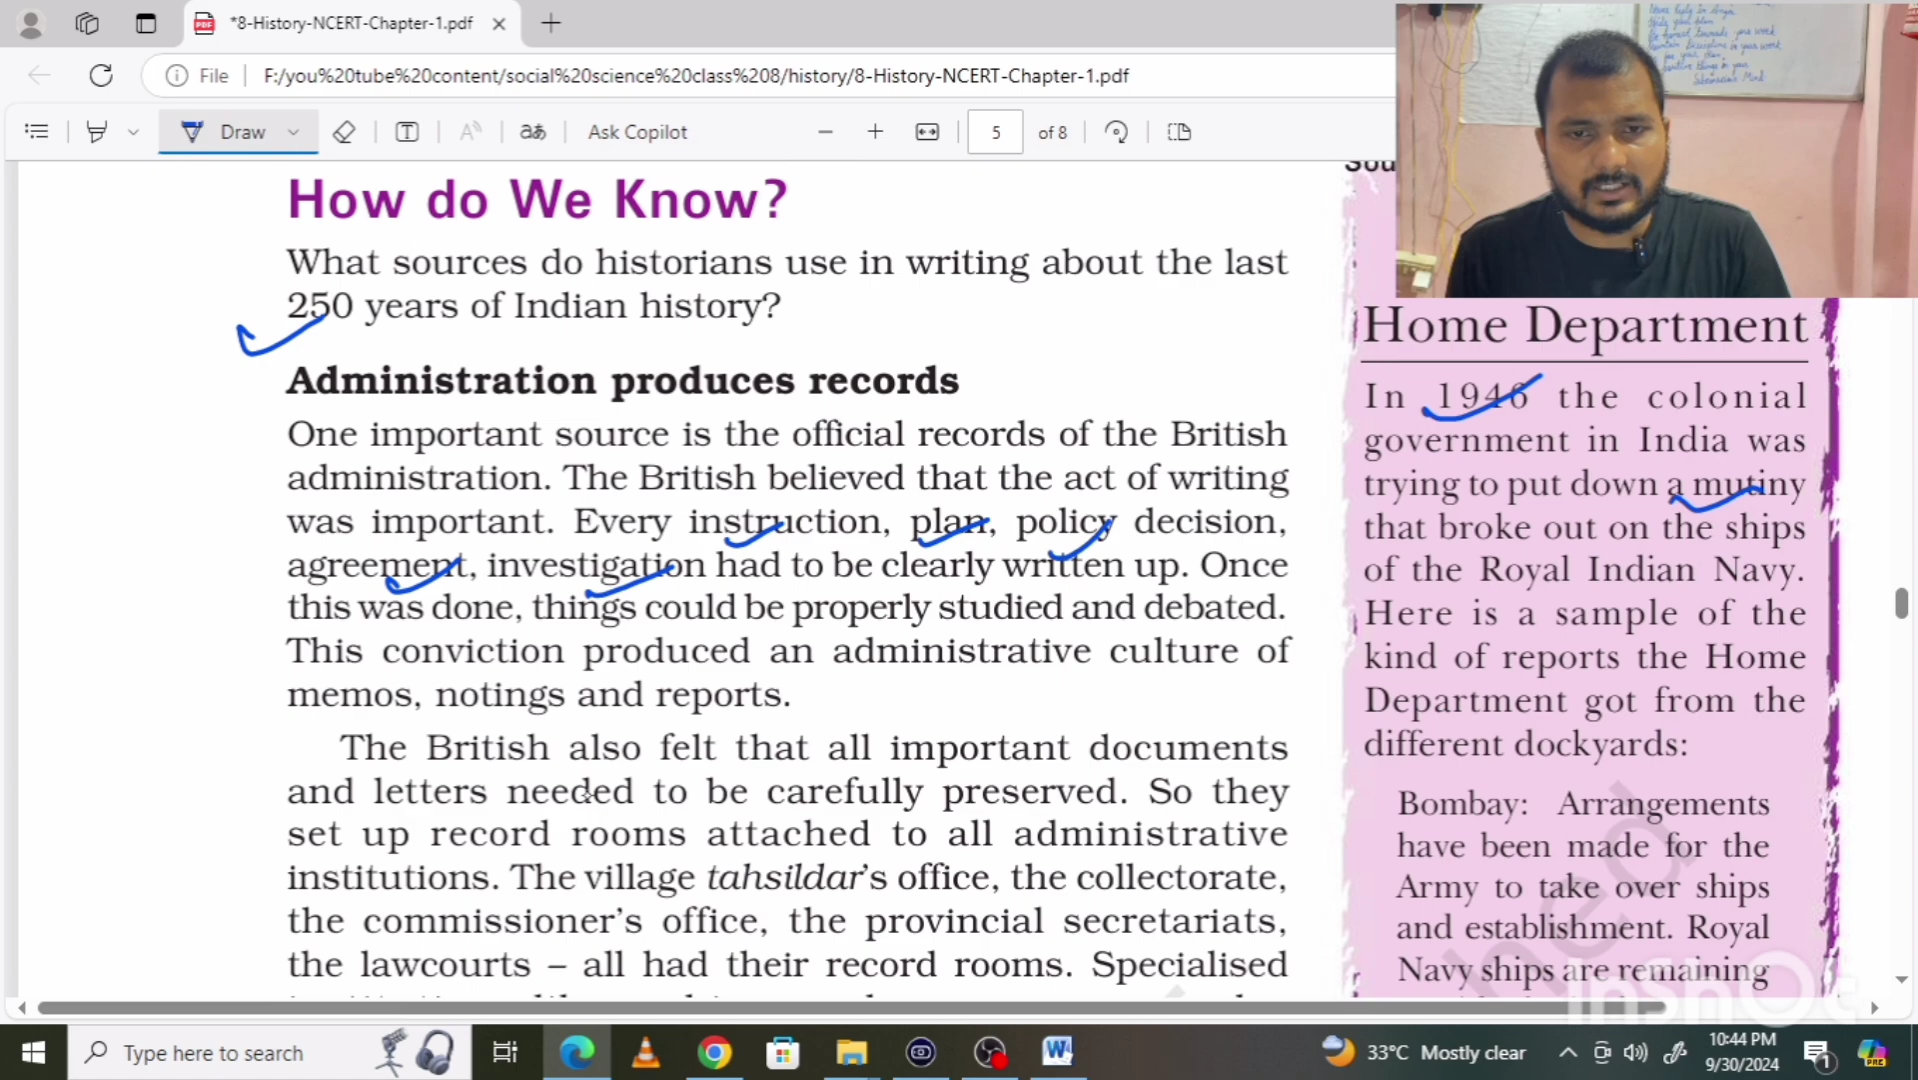 *8-History-NCERT-Chapter-1.pdf
File
F:/you%20tube%20content/social%20science%20class%208/history/8-History-NCERT-Chapter-1.pdf
Draw
Ask Copilot
5 of 8
How do We Know?
What sources do historians use in writing about the last
250 years of Indian history?
Administration produces records
One important source is the official records of the British
administration. The British believed that the act of writing
was important. Every instruction, plan, policy decision,
agreement, investigation had to be clearly written up. Once
this was done, things could be properly studied and debated.
This conviction produced an administrative culture of
memos, notings and reports.
The British also felt that all important documents
and letters needed to be carefully preserved. So they
set up record rooms attached to all administrative
institutions. The village tahsildar's office, the collectorate,
the commissioner's office, the provincial secretariats,
the lawcourts – all had their record rooms. Specialised
Home Department
In 1946 the colonial
government in India was
trying to put down a mutiny
that broke out on the ships
of the Royal Indian Navy.
Here is a sample of the
kind of reports the Home
Department got from the
different dockyards:
Bombay: Arrangements
have been made for the
Army to take over ships
and establishment. Royal
Navy ships are remaining
InShOt
Type here to search
33°C Mostly clear
10:44 PM
9/30/2024